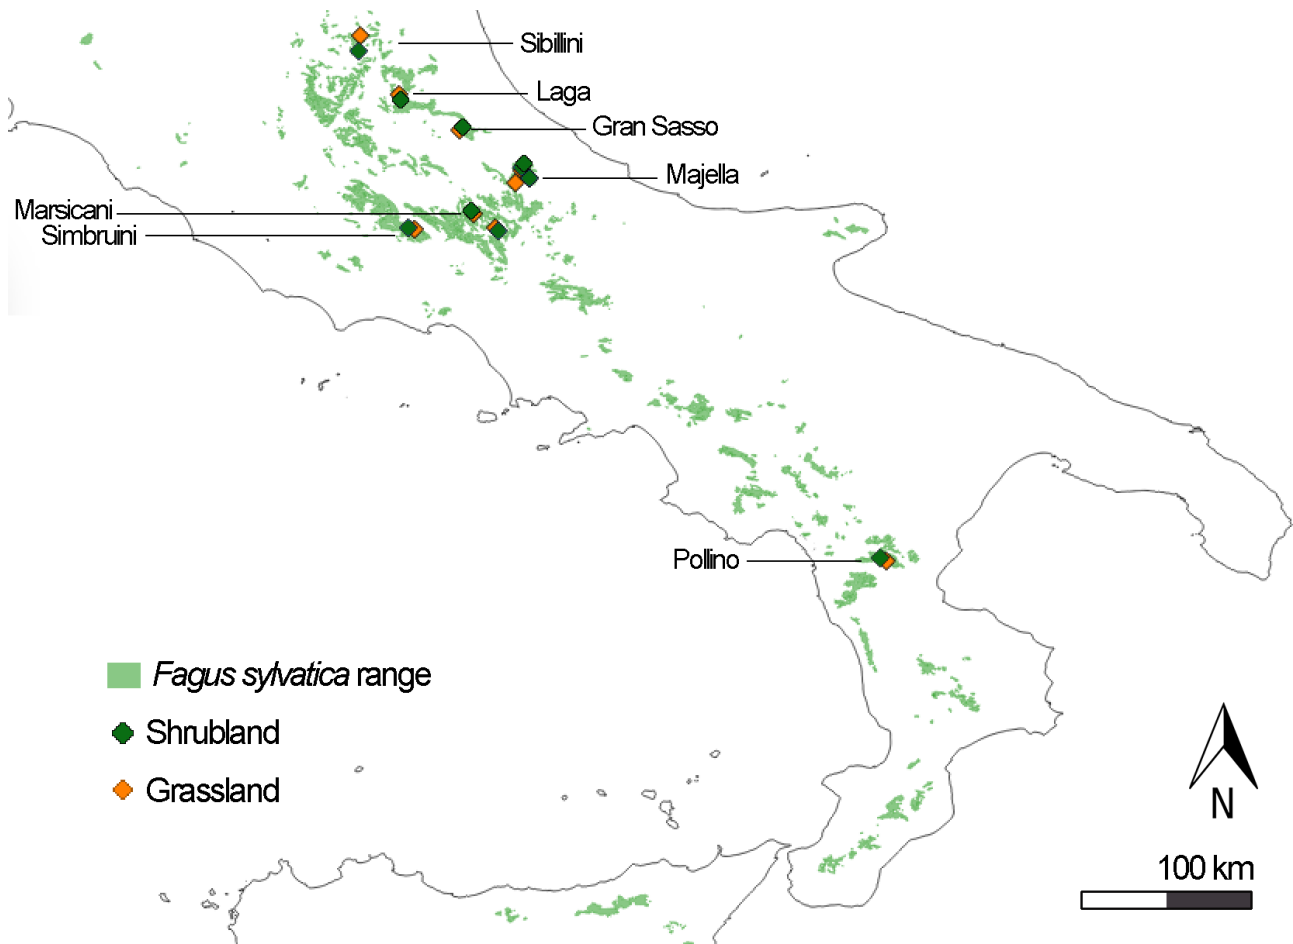 Sibillini
Laga
Gran Sasso
Majella
Marsicani
Simbruini
Pollino
Fagus sylvatica range
Shrubland
Grassland
N
100 km